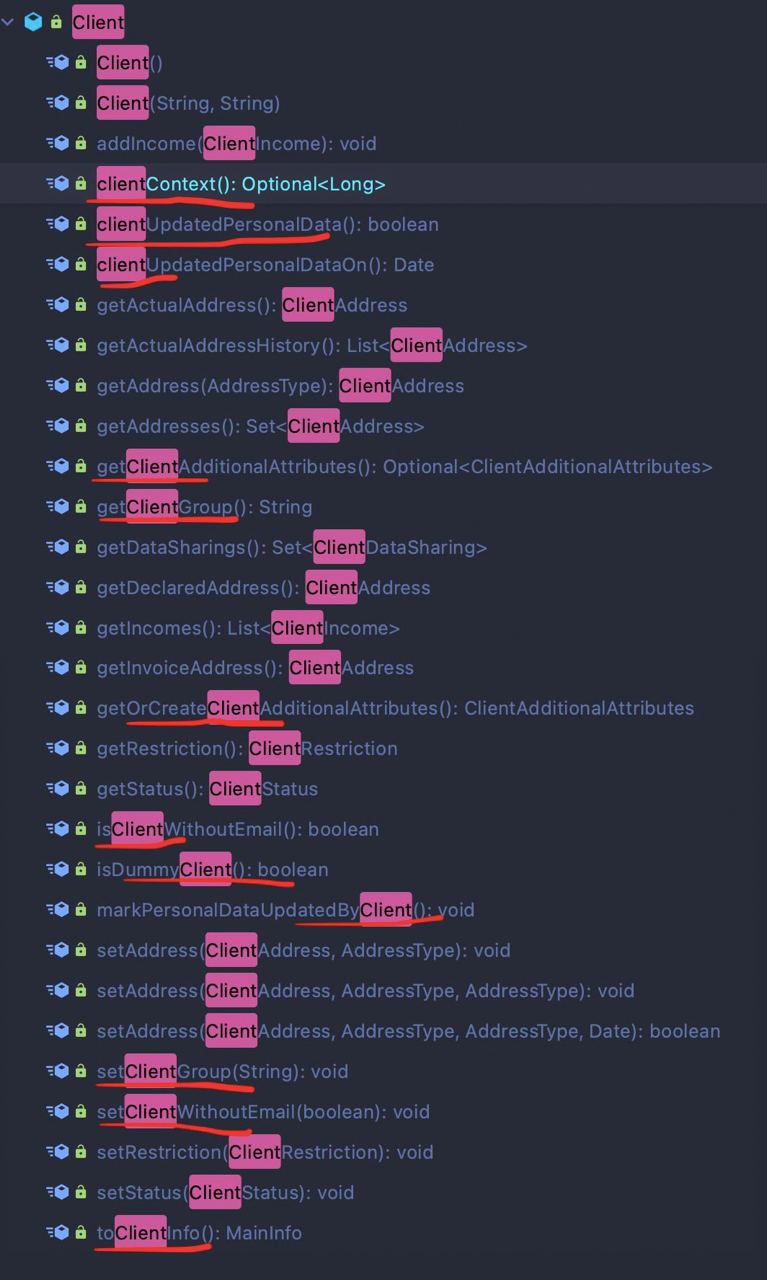 Client
Client()
Client(String, String)
addIncome(ClientIncome): void
clientContext(): Optional<Long>
clientUpdatedPersonalData(): boolean
clientUpdatedPersonalDataOn(): Date
getActualAddress(): ClientAddress
getActualAddressHistory(): List<ClientAddress>
getAddress(AddressType): ClientAddress
getAddresses(): Set<ClientAddress>
getClientAdditionalAttributes(): Optional<ClientAdditionalAttributes>
getClientGroup(): String
getDataSharings(): Set<ClientDataSharing>
getDeclaredAddress(): ClientAddress
getIncomes(): List<ClientIncome>
getInvoiceAddress(): ClientAddress
getOrCreateClientAdditionalAttributes(): ClientAdditionalAttributes
getRestriction(): ClientRestriction
getStatus(): ClientStatus
isClientWithoutEmail(): boolean
isDummyClient(): boolean
markPersonalDataUpdatedByClient(): void
setAddress(ClientAddress, AddressType): void
setAddress(ClientAddress, AddressType, AddressType): void
setAddress(ClientAddress, AddressType, AddressType, Date): boolean
setClientGroup(String): void
setClientWithoutEmail(boolean): void
setRestriction(ClientRestriction): void
setStatus(ClientStatus): void
toClientInfo(): MainInfo